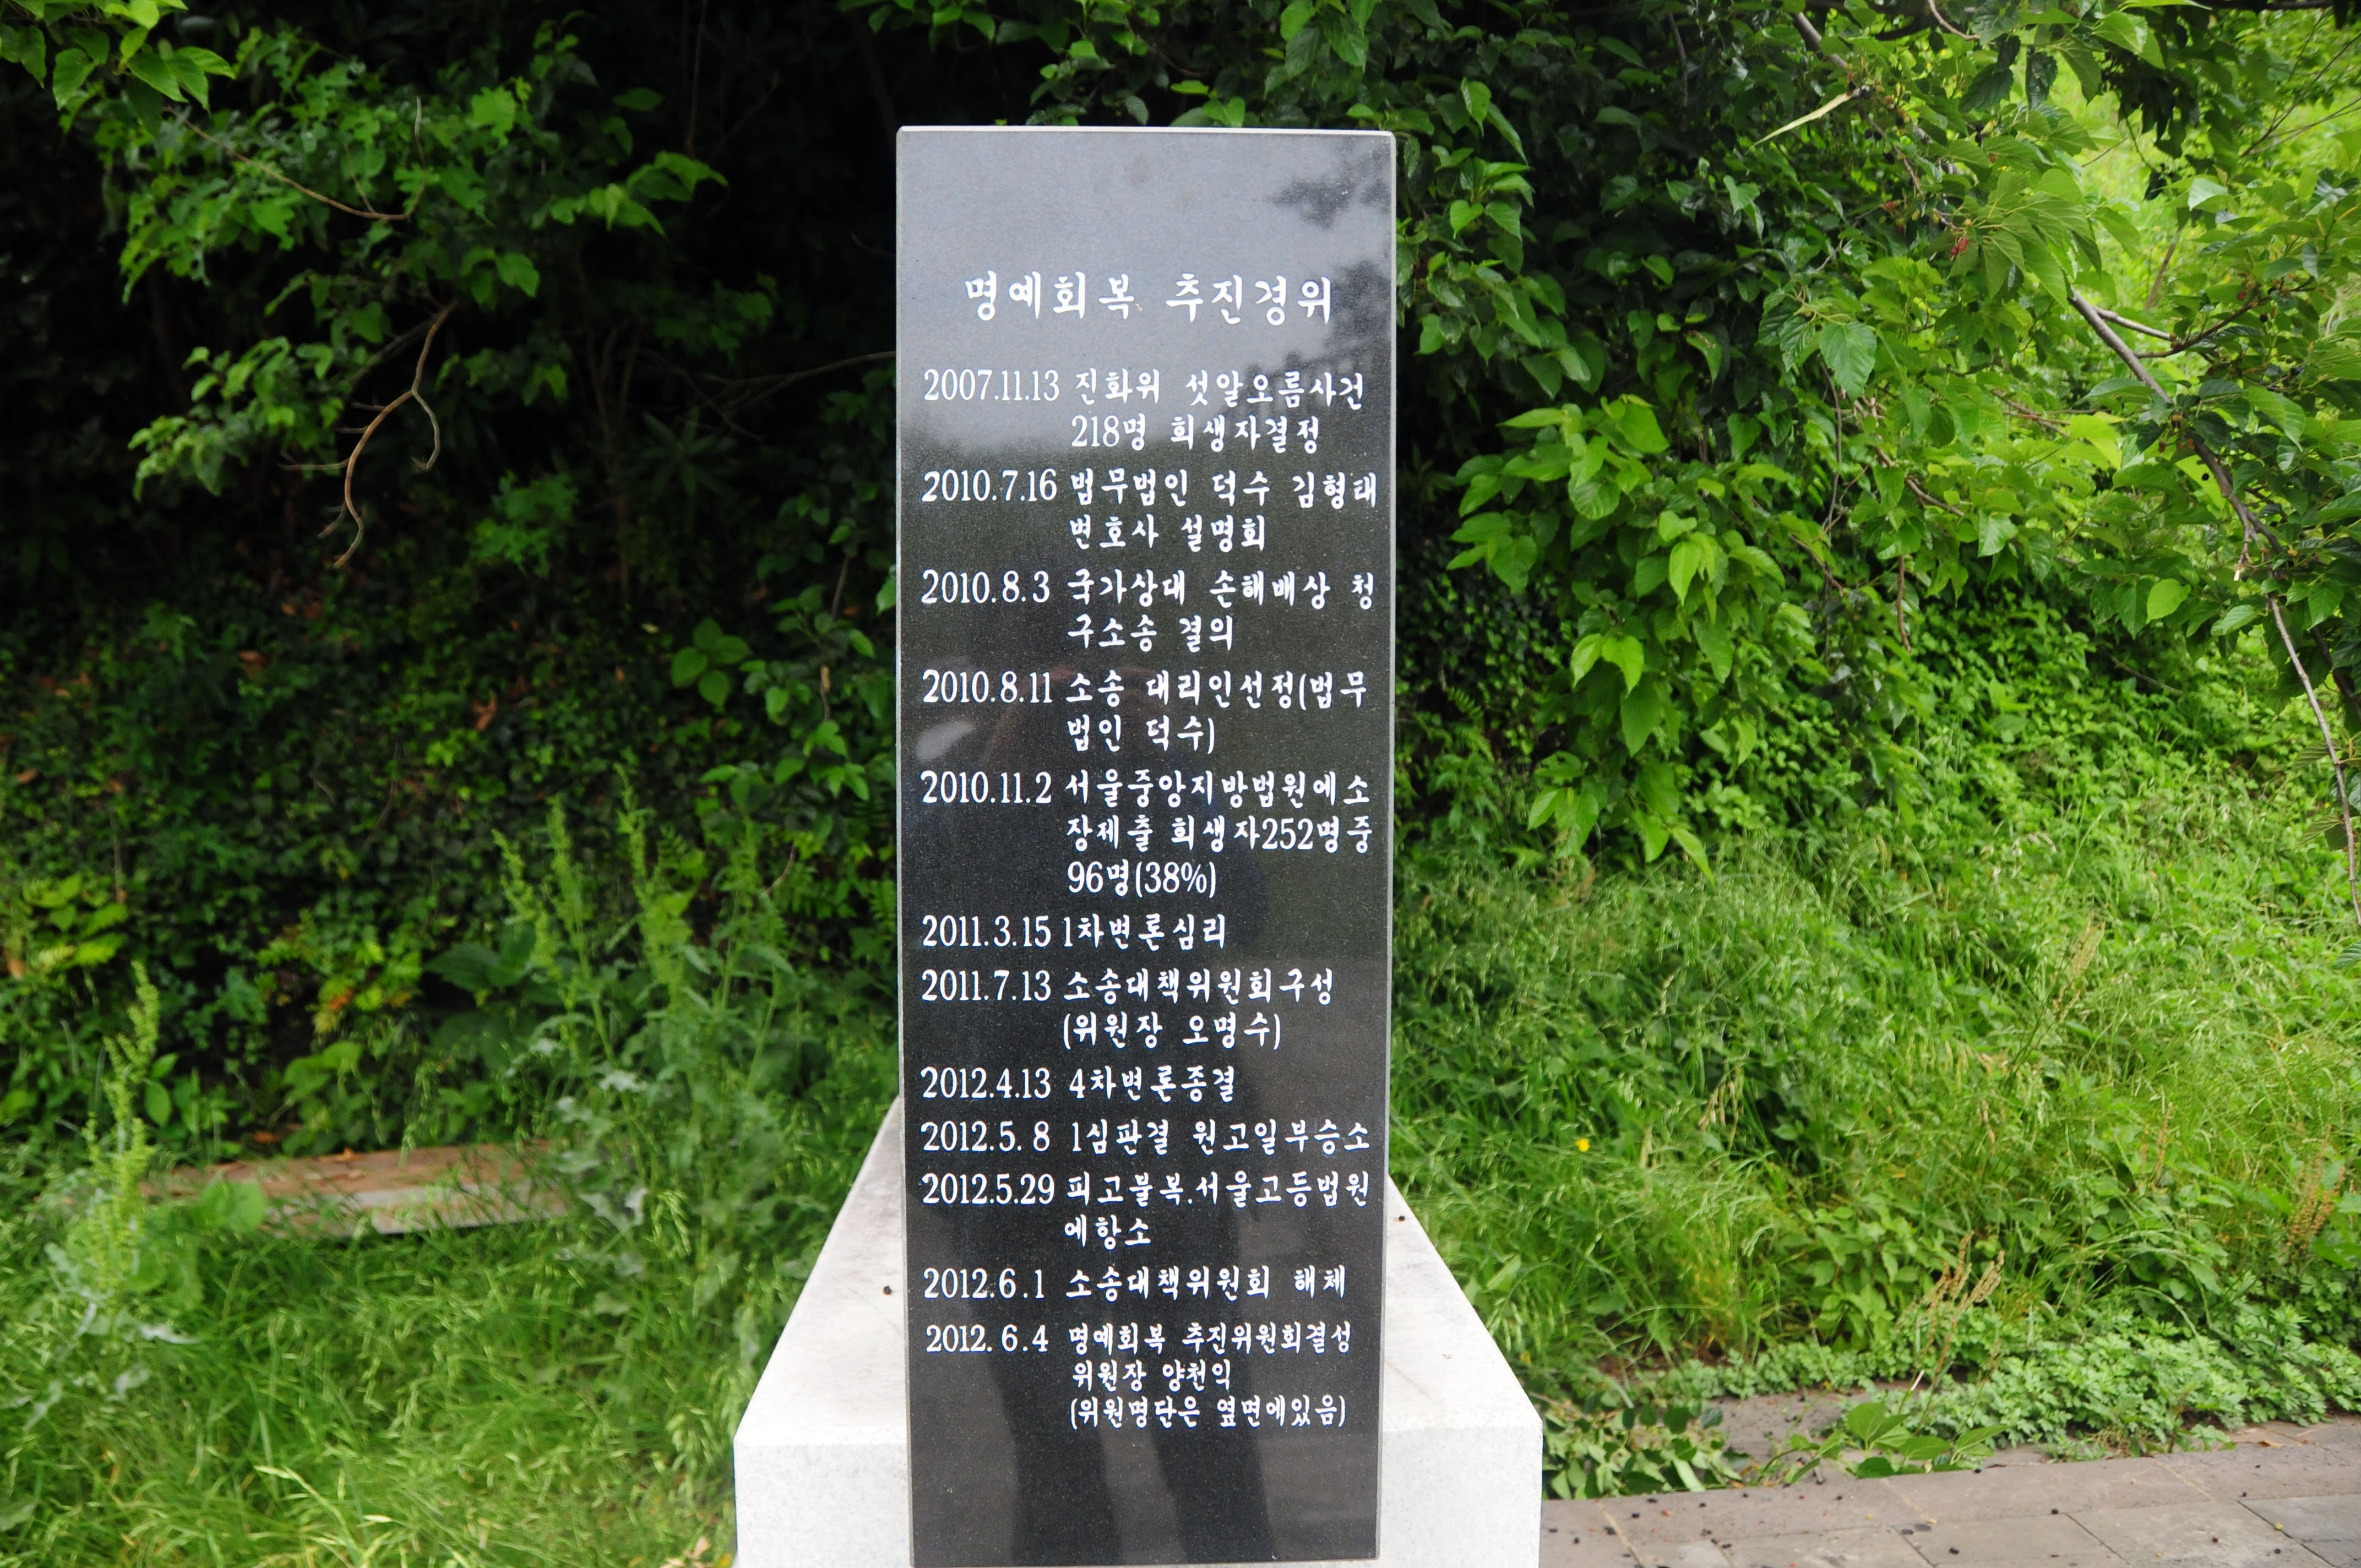 명예회복 추진경위
2007.11.13 진화위 섯알오름사건
218명 희생자결정
2010.7.16 법무법인 덕수 김형태
변호사 설명회
2010.8.3 국가상대 손해배상 청
구소송 결의
2010.8.11 소송 대리인선정(법무
법인 덕수)
2010.11.2 서울중앙지방법원에소
장제출 희생자252명중
96명(38%)
2011.3.15 1차변론심리
2011.7.13 소송대책위원회구성
(위원장 오명수)
2012.4.13 4차변론종결
2012.5.8 1심판결 원고일부승소
2012.5.29 피고불복.서울고등법원
에항소
2012.6.1 소송대책위원회 해체
2012.6.4 명예회복 추진위원회결성
위원장 양천익
(위원명단은 옆면에있음)